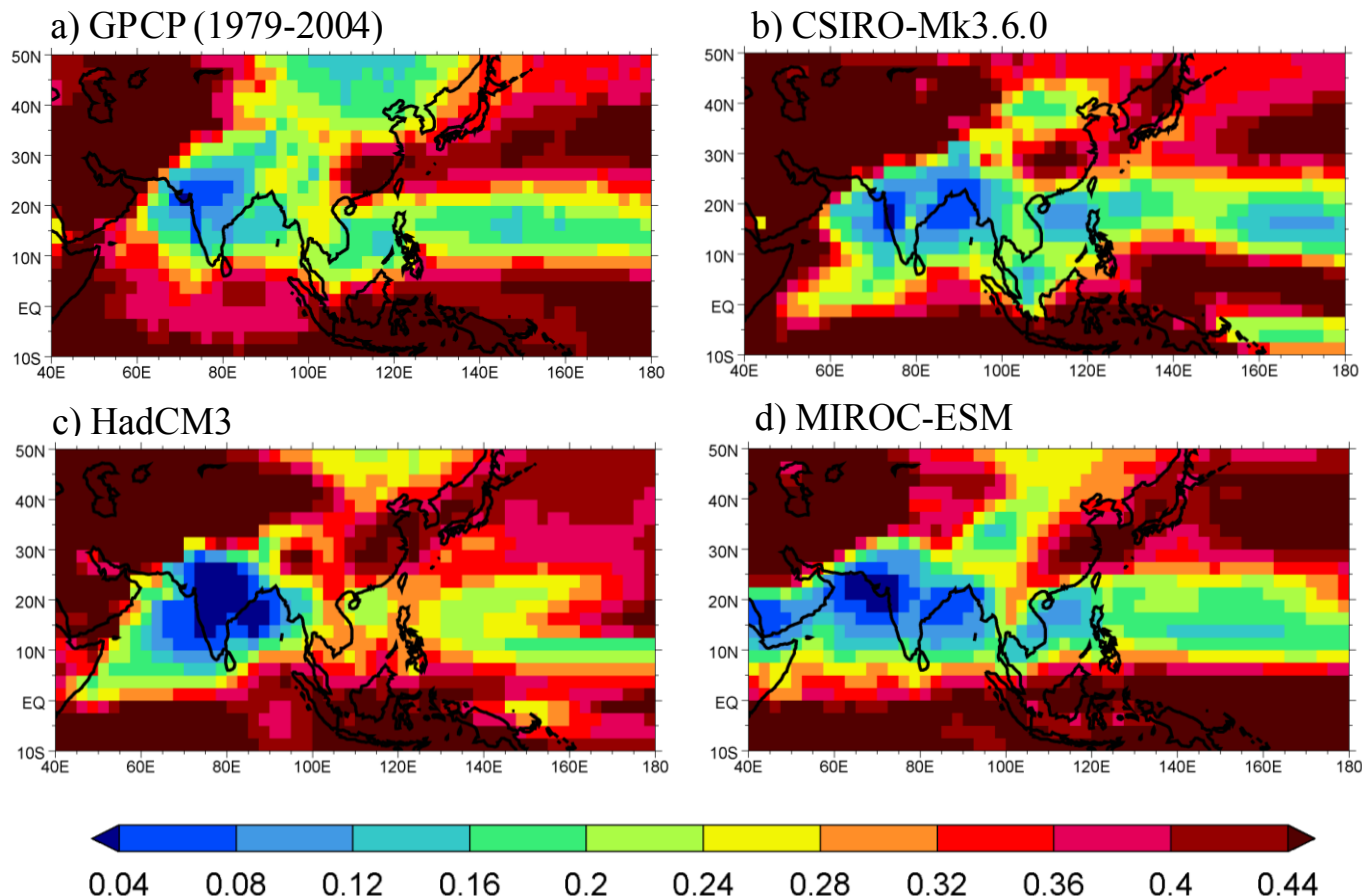 a) GPCP (1979-2004)
b) CSIRO-Mk3.6.0
50N
40N
30N
20N
10N
EQ
10S
40E 60E 80E 100E 120E 140E 160E 180
50N
40N
30N
20N
10N
EQ
10S
40E 60E 80E 100E 120E 140E 160E 180
c) HadCM3
d) MIROC-ESM
50N
40N
30N
20N
10N
EQ
10S
40E 60E 80E 100E 120E 140E 160E 180
50N
40N
30N
20N
10N
EQ
10S
40E 60E 80E 100E 120E 140E 160E 180
0.04 0.08 0.12 0.16 0.2 0.24 0.28 0.32 0.36 0.4 0.44